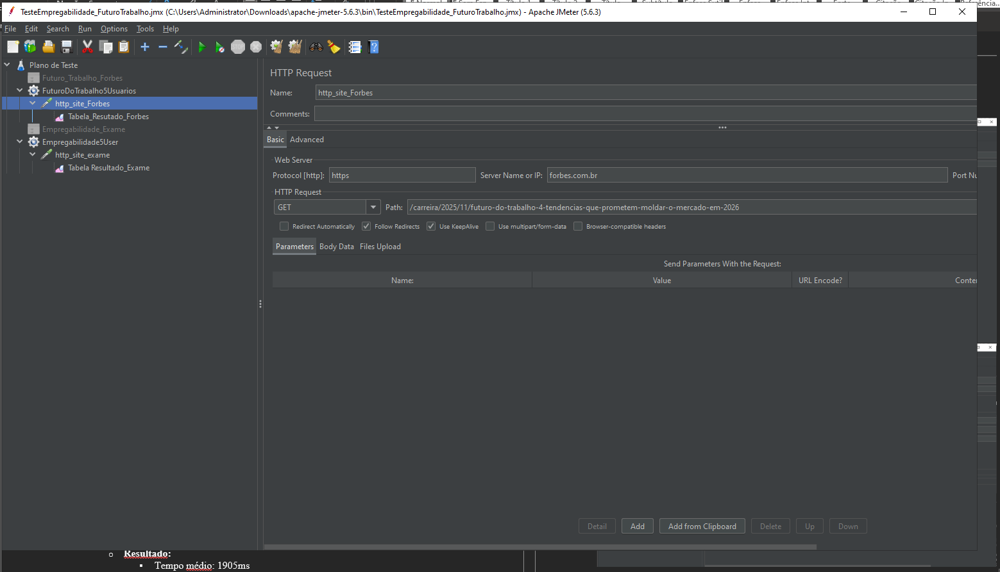 TesteEmpregabilidade_FuturoTrabalho.jmx (C:\Users\Administrator\Downloads\apache-jmeter-5.6.3\bin\TesteEmpregabilidade_FuturoTrabalho.jmx) - Apache JMeter (5.6.3)
File Edit Search Run Options Tools Help
Plano de Teste
Futuro_Trabalho_Forbes
FuturoDoTrabalho5Usuarios
http_site_Forbes
Tabela_Resutado_Forbes
Empregabilidade_Exame
Empregabilidade5User
http_site_exame
Tabela Resultado_Exame
HTTP Request
Name: http_site_Forbes
Comments:
Basic Advanced
Web Server
Protocol [http]: https Server Name or IP: forbes.com.br Port Nu
HTTP Request
GET Path: /carreira/2025/11/futuro-do-trabalho-4-tendencias-que-prometem-moldar-o-mercado-em-2026
Redirect Automatically Follow Redirects Use KeepAlive Use multipart/form-data Browser-compatible headers
Parameters Body Data Files Upload
Send Parameters With the Request:
Name: Value URL Encode? Conte
Detail Add Add from Clipboard Delete Up Down
Resultado:
Tempo médio: 1905ms